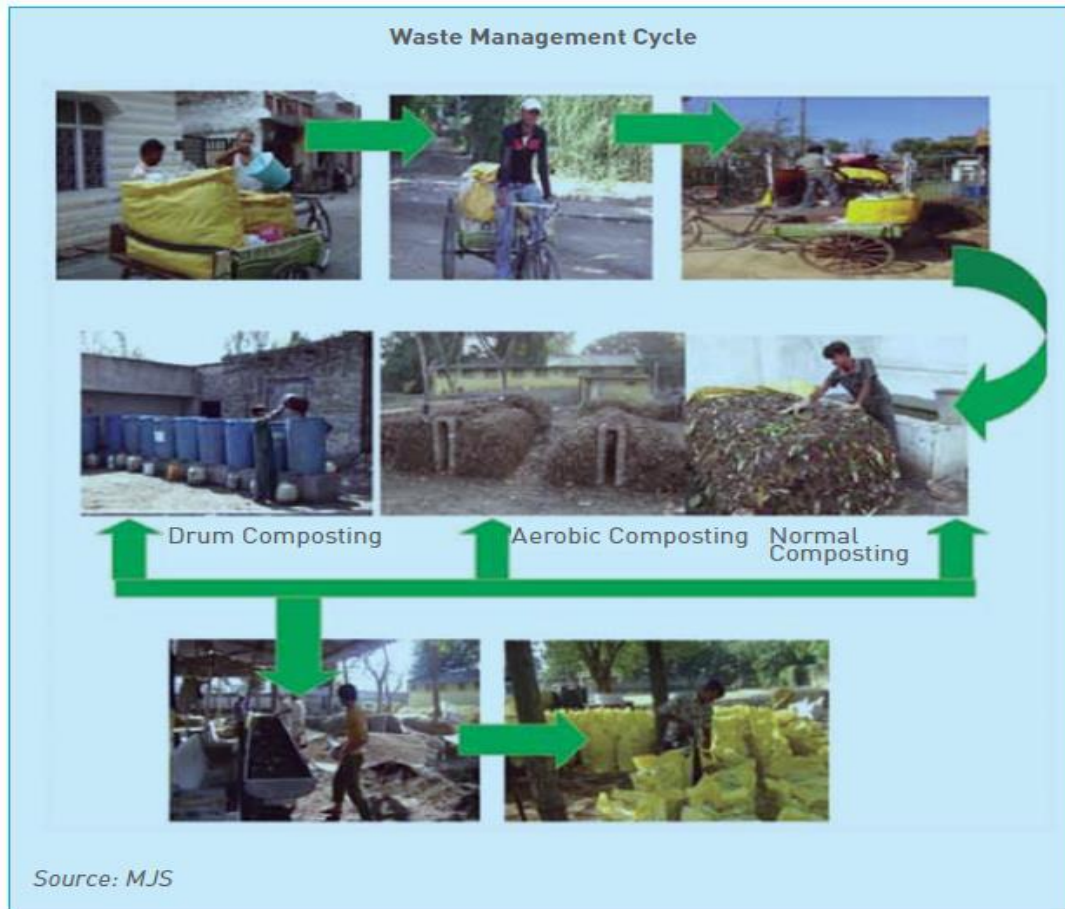 Waste Management Cycle
Drum Composting
Aerobic Composting
Normal
Composting
Source: MJS